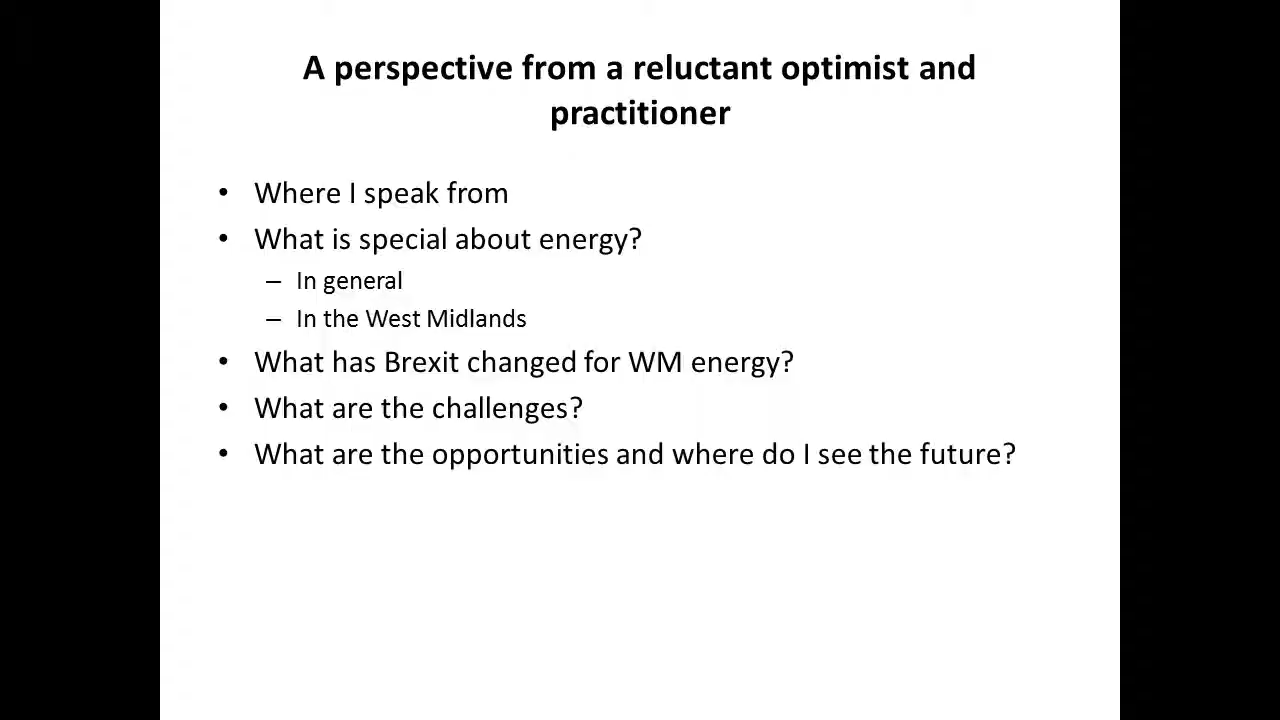 A perspective from a reluctant optimist and
practitioner
• Where I speak from
• What is special about energy?
– In general
– In the West Midlands
• What has Brexit changed for WM energy?
• What are the challenges?
• What are the opportunities and where do I see the future?